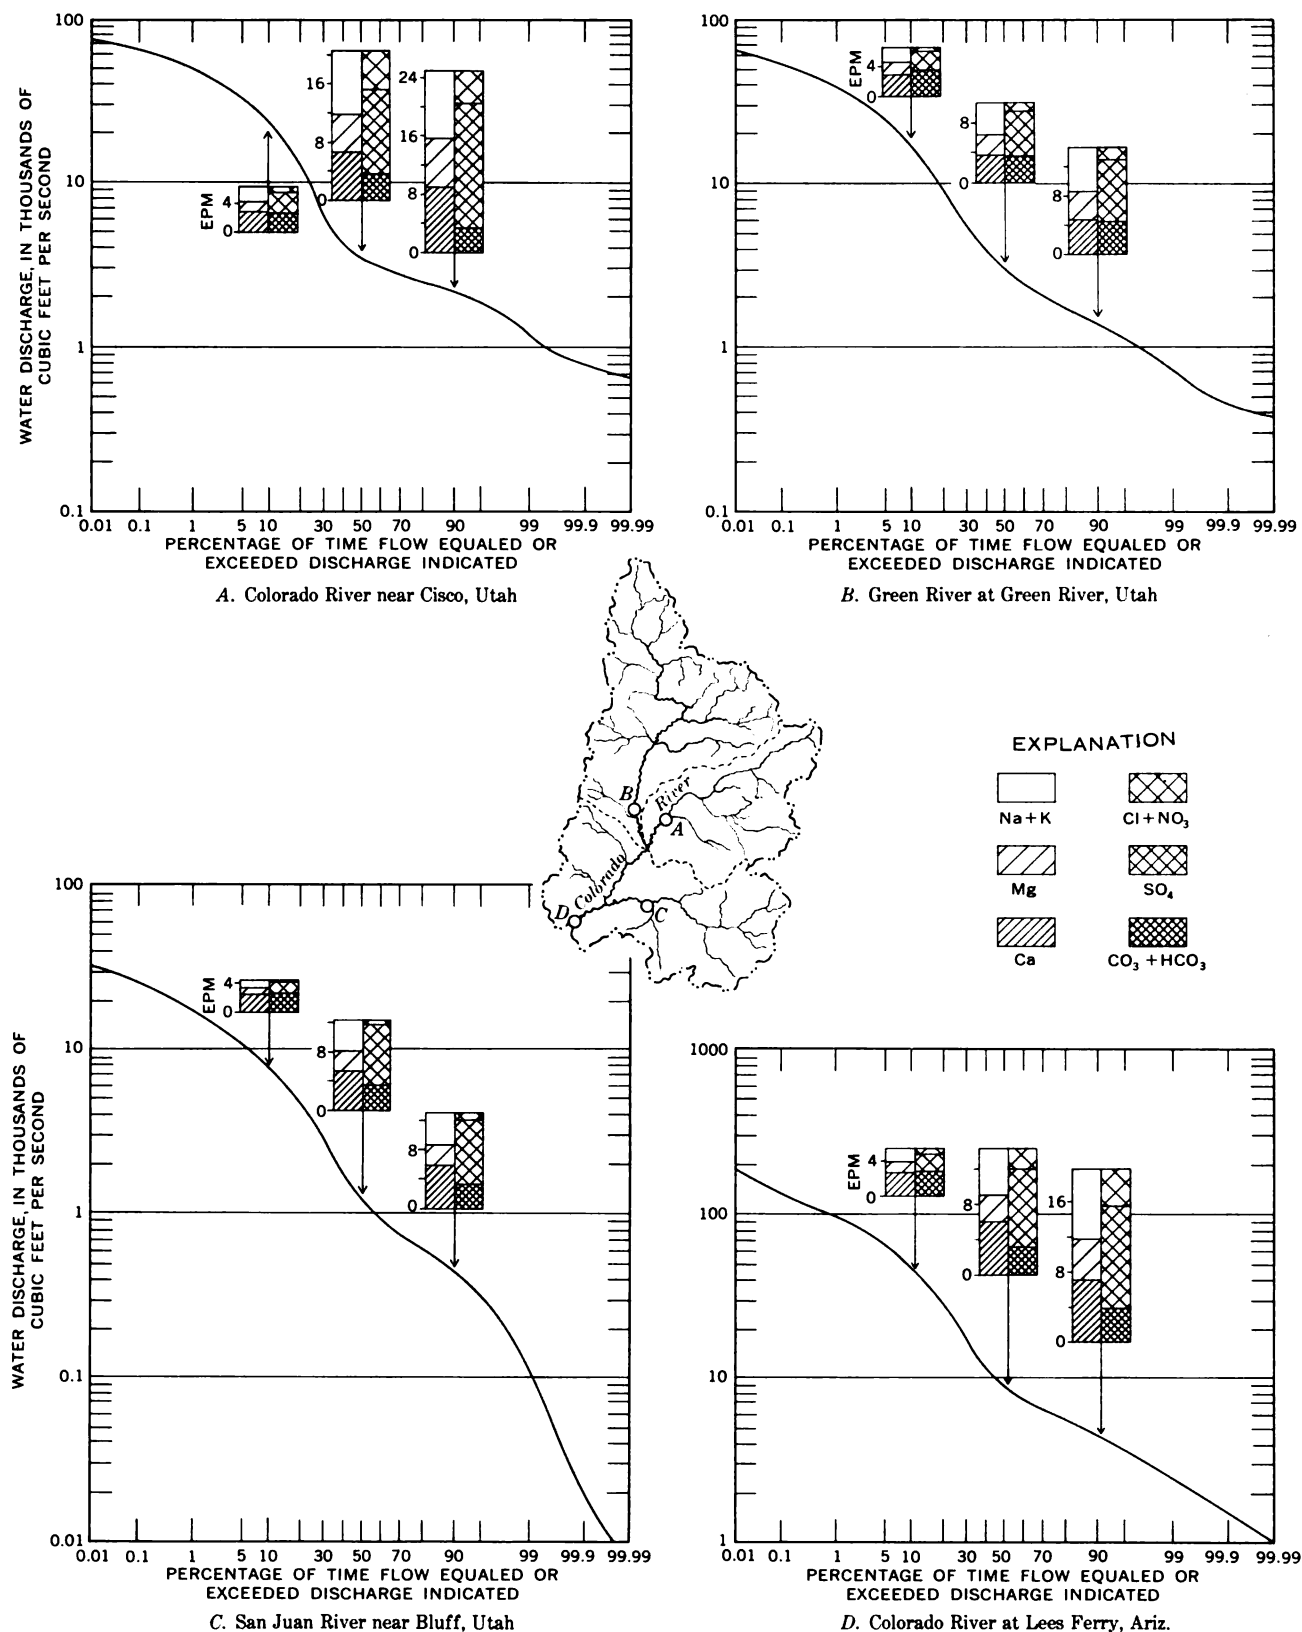 100
10
1
0.1
WATER DISCHARGE, IN THOUSANDS OF
CUBIC FEET PER SECOND
EPM
4
0
16
8
0
24
16
8
0
0.01 0.1 1 5 10 30 50 70 90 99 99.9 99.99
PERCENTAGE OF TIME FLOW EQUALED OR
EXCEEDED DISCHARGE INDICATED
A. Colorado River near Cisco, Utah
100
10
1
0.1
EPM
4
0
8
0
8
0
0.01 0.1 1 5 10 30 50 70 90 99 99.9 99.99
PERCENTAGE OF TIME FLOW EQUALED OR
EXCEEDED DISCHARGE INDICATED
B. Green River at Green River, Utah
B
River
A
Colorado
D
C
EXPLANATION
Na+K
Cl+NO₃
Mg
SO₄
Ca
CO₃ +HCO₃
100
10
1
0.1
0.01
WATER DISCHARGE, IN THOUSANDS OF
CUBIC FEET PER SECOND
EPM
4
0
8
0
8
0
0.01 0.1 1 5 10 30 50 70 90 99 99.9 99.99
PERCENTAGE OF TIME FLOW EQUALED OR
EXCEEDED DISCHARGE INDICATED
C. San Juan River near Bluff, Utah
1000
100
10
1
EPM
4
0
8
0
16
8
0
0.01 0.1 1 5 10 30 50 70 90 99 99.9 99.99
PERCENTAGE OF TIME FLOW EQUALED OR
EXCEEDED DISCHARGE INDICATED
D. Colorado River at Lees Ferry, Ariz.